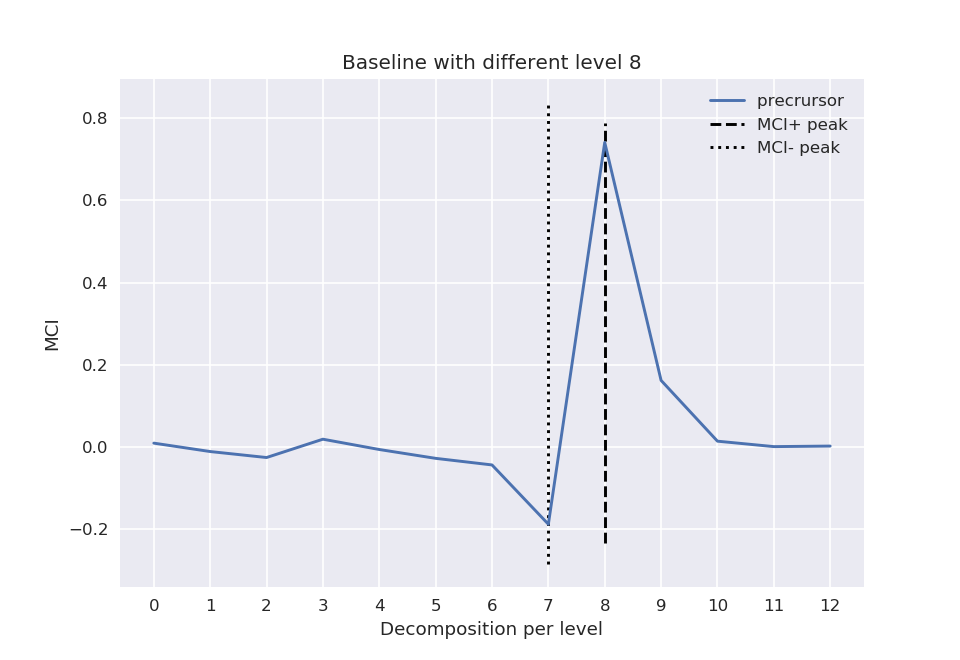 Baseline with different level 8
precrursor
MCI+ peak
MCI- peak
0.8
0.6
0.4
0.2
0.0
−0.2
MCI
0 1 2 3 4 5 6 7 8 9 10 11 12
Decomposition per level